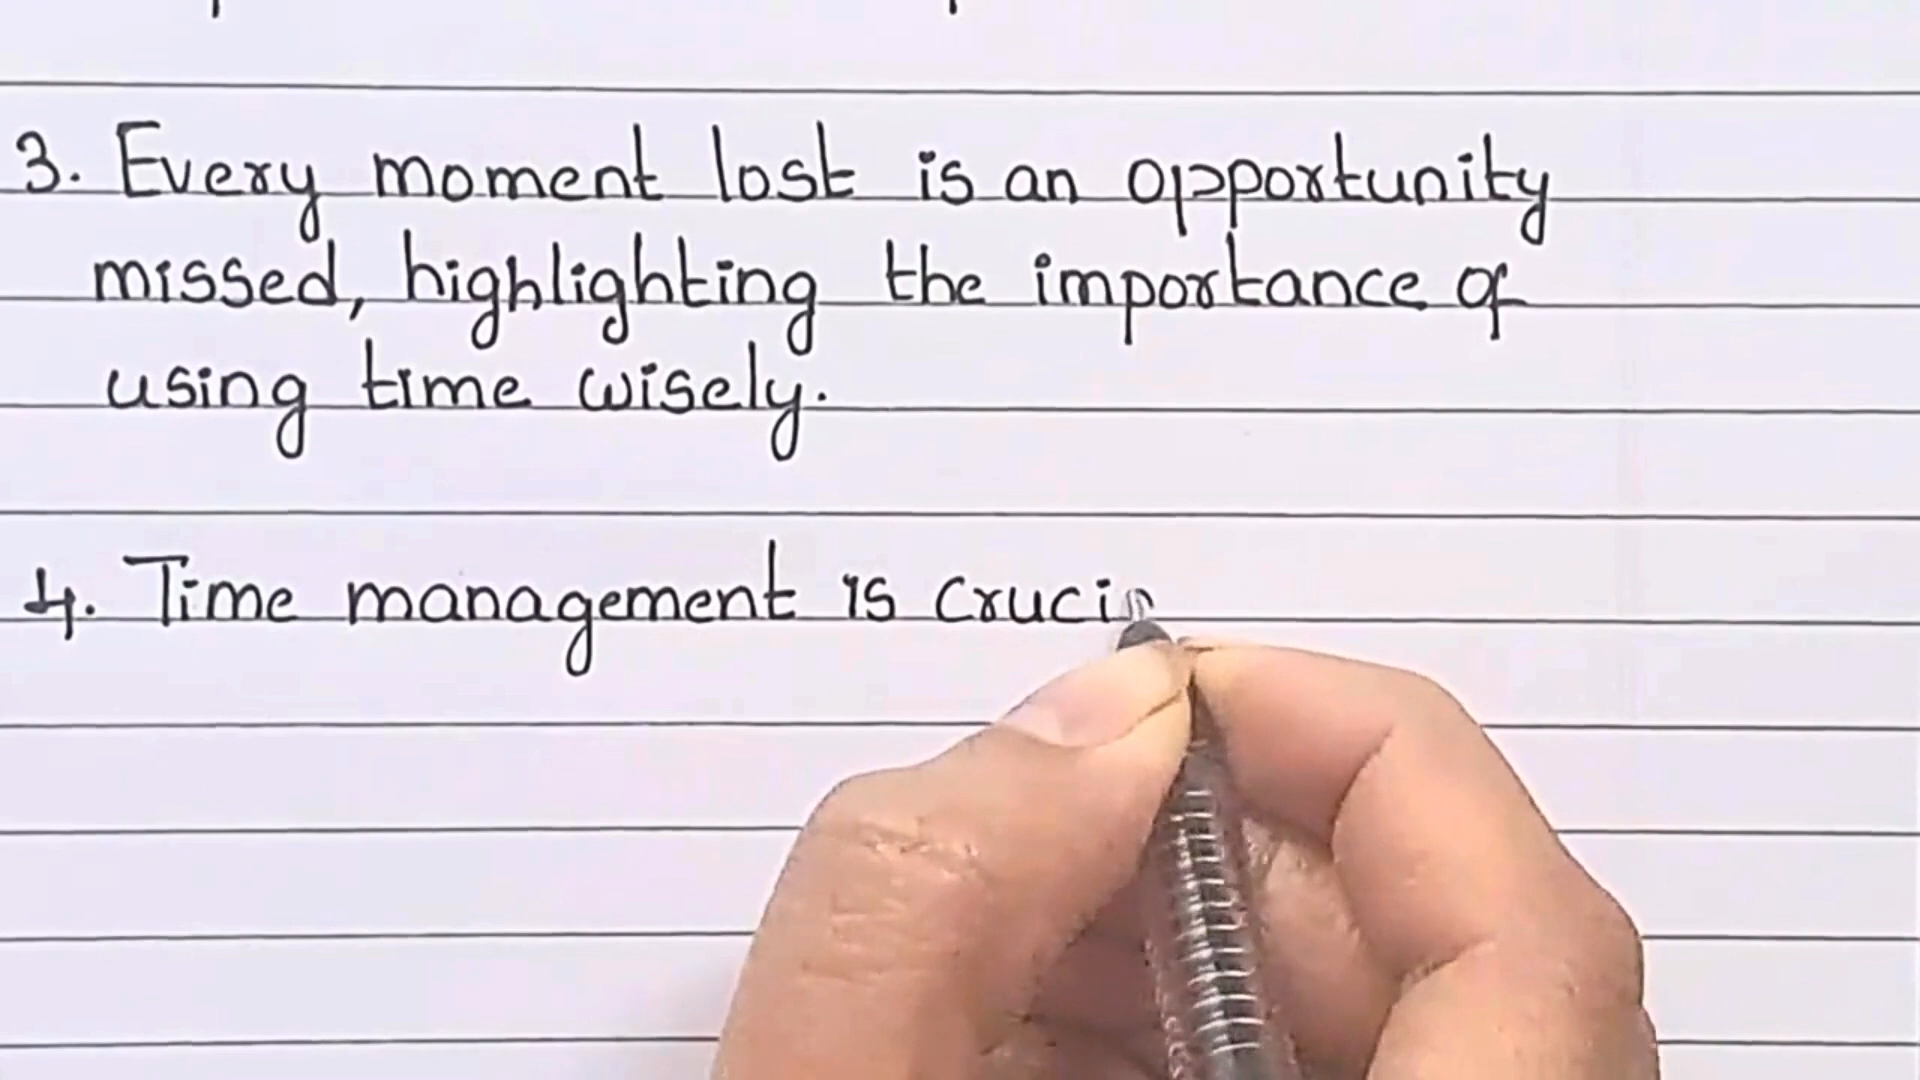 3. Every moment lost is an opportunity
missed, highlighting the importance of
using time wisely.
4. Time management is